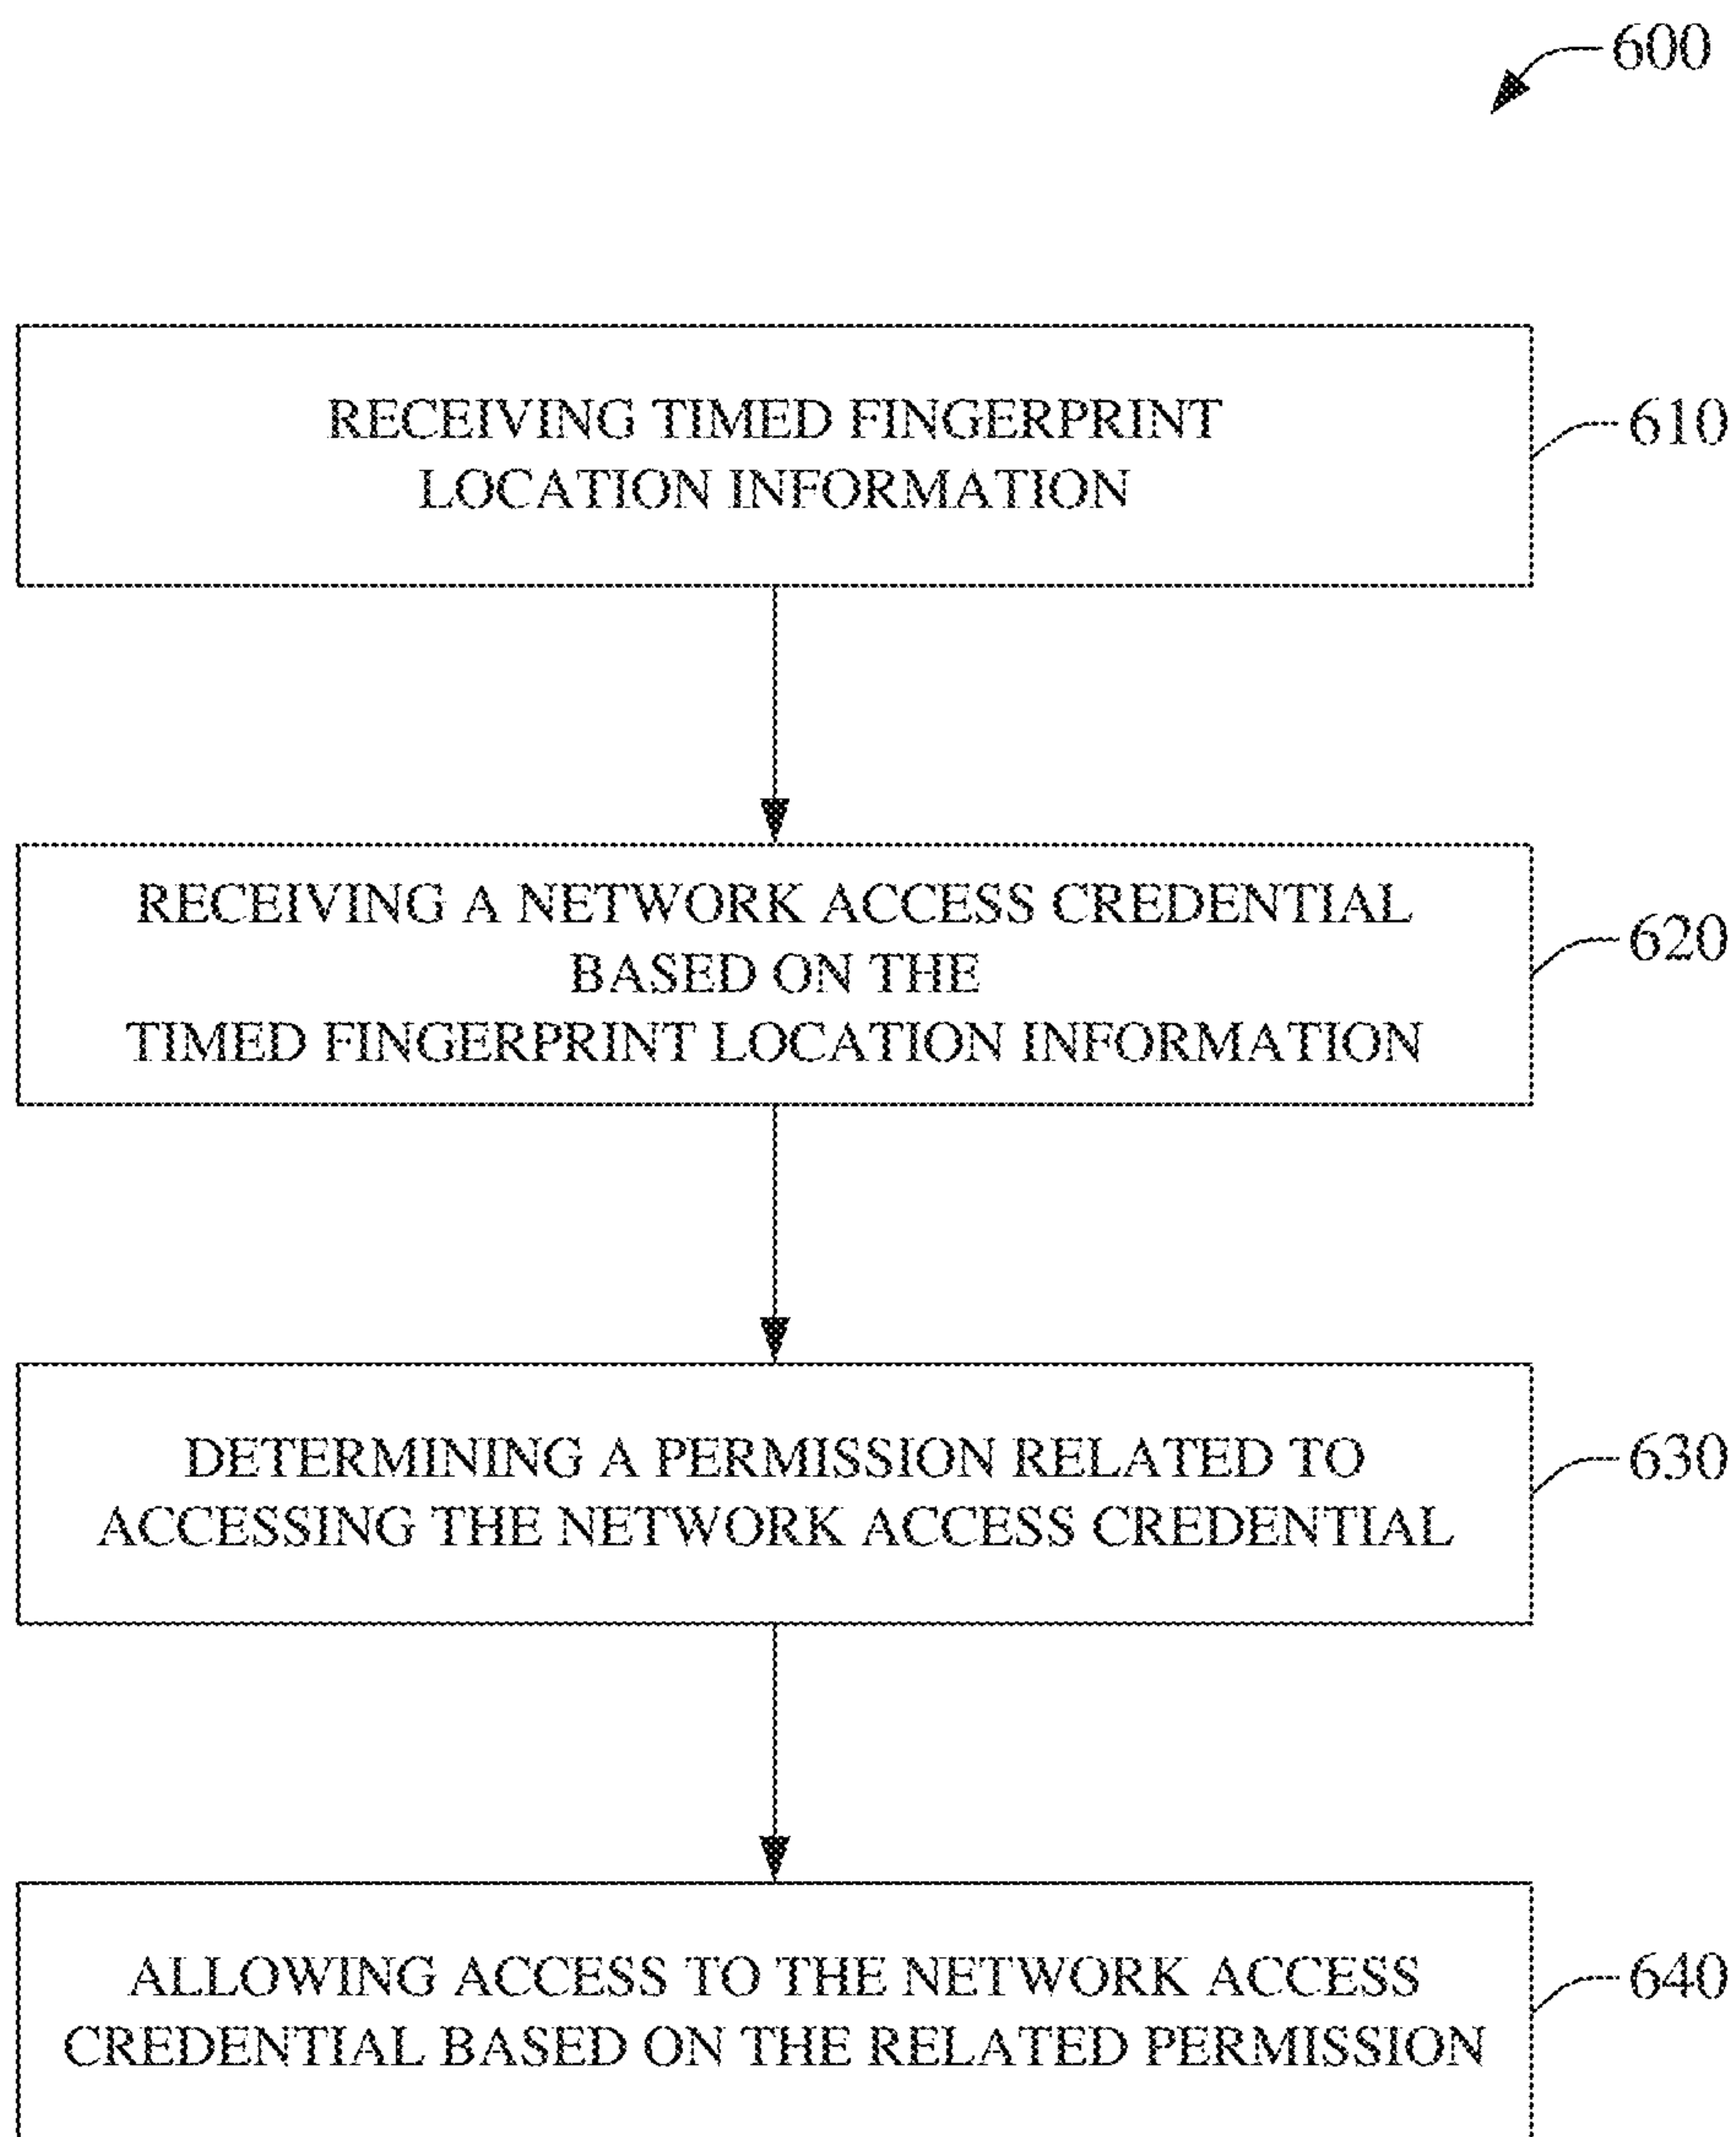 600
RECEIVING TIMED FINGERPRINT
LOCATION INFORMATION
610
RECEIVING A NETWORK ACCESS CREDENTIAL
BASED ON THE
TIMED FINGERPRINT LOCATION INFORMATION
620
DETERMINING A PERMISSION RELATED TO
ACCESSING THE NETWORK ACCESS CREDENTIAL
630
ALLOWING ACCESS TO THE NETWORK ACCESS
CREDENTIAL BASED ON THE RELATED PERMISSION
640